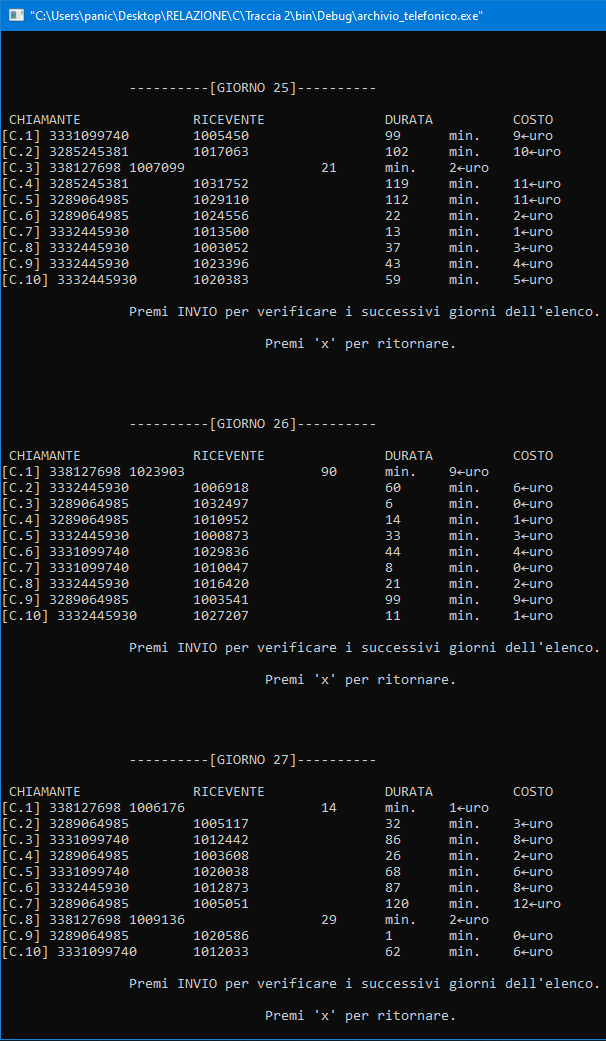 "C:\Users\panic\Desktop\RELAZIONE\C\Traccia 2\bin\Debug\archivio_telefonico.exe"
----------[GIORNO 25]----------
CHIAMANTE RICEVENTE DURATA COSTO
[C.1] 3331099740 1005450 99 min. 9←uro
[C.2] 3285245381 1017063 102 min. 10←uro
[C.3] 338127698 1007099 21 min. 2←uro
[C.4] 3285245381 1031752 119 min. 11←uro
[C.5] 3289064985 1029110 112 min. 11←uro
[C.6] 3289064985 1024556 22 min. 2←uro
[C.7] 3332445930 1013500 13 min. 1←uro
[C.8] 3332445930 1003052 37 min. 3←uro
[C.9] 3332445930 1023396 43 min. 4←uro
[C.10] 3332445930 1020383 59 min. 5←uro
Premi INVIO per verificare i successivi giorni dell'elenco.
Premi 'x' per ritornare.
----------[GIORNO 26]----------
CHIAMANTE RICEVENTE DURATA COSTO
[C.1] 338127698 1023903 90 min. 9←uro
[C.2] 3332445930 1006918 60 min. 6←uro
[C.3] 3289064985 1032497 6 min. 0←uro
[C.4] 3289064985 1010952 14 min. 1←uro
[C.5] 3332445930 1000873 33 min. 3←uro
[C.6] 3331099740 1029836 44 min. 4←uro
[C.7] 3331099740 1010047 8 min. 0←uro
[C.8] 3332445930 1016420 21 min. 2←uro
[C.9] 3289064985 1003541 99 min. 9←uro
[C.10] 3332445930 1027207 11 min. 1←uro
Premi INVIO per verificare i successivi giorni dell'elenco.
Premi 'x' per ritornare.
----------[GIORNO 27]----------
CHIAMANTE RICEVENTE DURATA COSTO
[C.1] 338127698 1006176 14 min. 1←uro
[C.2] 3289064985 1005117 32 min. 3←uro
[C.3] 3331099740 1012442 86 min. 8←uro
[C.4] 3289064985 1003608 26 min. 2←uro
[C.5] 3331099740 1020038 68 min. 6←uro
[C.6] 3332445930 1012873 87 min. 8←uro
[C.7] 3289064985 1005051 120 min. 12←uro
[C.8] 338127698 1009136 29 min. 2←uro
[C.9] 3289064985 1020586 1 min. 0←uro
[C.10] 3331099740 1012033 62 min. 6←uro
Premi INVIO per verificare i successivi giorni dell'elenco.
Premi 'x' per ritornare.